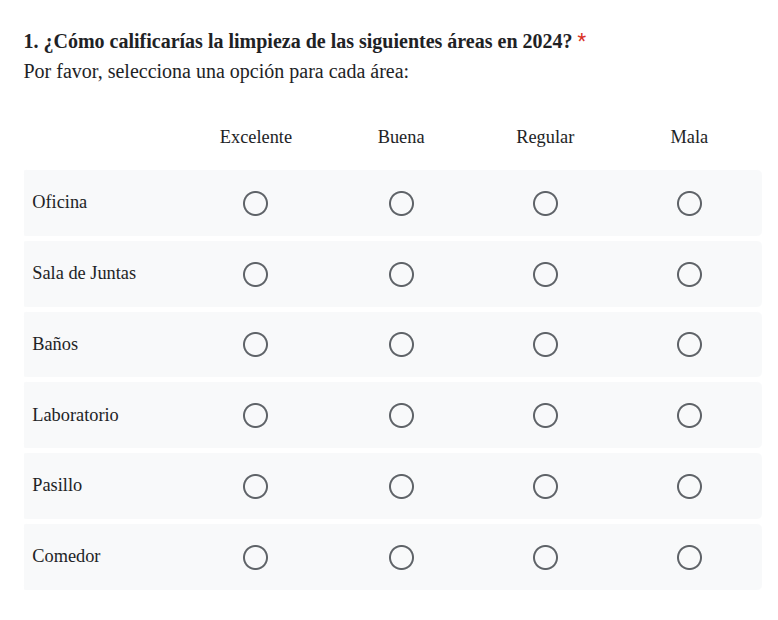 1. ¿Cómo calificarías la limpieza de las siguientes áreas en 2024? *
Por favor, selecciona una opción para cada área:
Excelente Buena Regular Mala
Oficina
Sala de Juntas
Baños
Laboratorio
Pasillo
Comedor